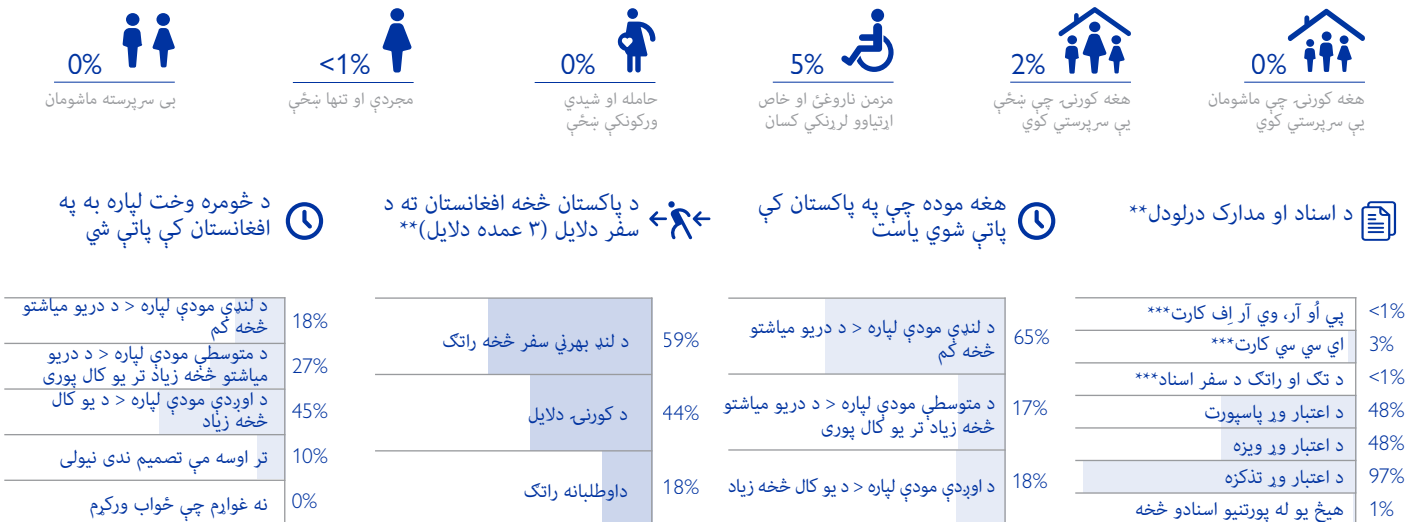 0%
هغه کورنۍ چې ماشومان
یې سرپرستي کوي
2%
هغه کورنۍ چې ښځې
یې سرپرستي کوي
5%
مزمن ناروغئ او خاص
اړتیاوو لرړنکې کسان
0%
حامله او شیدې
ورکونکې ښځې
<1%
مجردې او تنها ښځې
0%
بی سرپرسته ماشومان
د اسناد او مدارک درلودل**
<1%
پي اُو آر، وي آر اِف کارت***
3%
اې سي سي کارت***
<1%
د تګ او راتګ د سفر اسناد***
48%
د اعتبار وړ پاسپورت
48%
د اعتبار وړ ویزه
97%
د اعتبار وړ تذکزه
1%
هیڅ یو له پورتنیو اسنادو څخه
هغه موده چې په پاکستان کې
پاتې شوي یاست
65%
د لنډې مودې لپاره < د دریو میاشتو
څخه کم
17%
د متوسطې مودې لپاره < د دریو میاشتو
څخه زیاد تر یو کال پوری
18%
د اوږدې مودې لپاره < د یو کال څخه زیاد
د پاکستان څخه افغانستان ته د
سفر دلایل (۳ عمده دلایل)**
59%
د لنډ بهرني سفر څخه راتګ
44%
د کورنۍ دلایل
18%
داوطلبانه راتګ
د څومره وخت لپاره به په
افغانستان کې پاتې شي
18%
د لنډې مودې لپاره < د دریو میاشتو
څخه کم
27%
د متوسطې مودې لپاره < د دریو
میاشتو څخه زیاد تر یو کال پوری
45%
د اوږدې مودې لپاره < د یو کال
څخه زیاد
10%
تر اوسه مې تصمیم ندی نیولی
0%
نه غواړم چې ځواب ورکړم